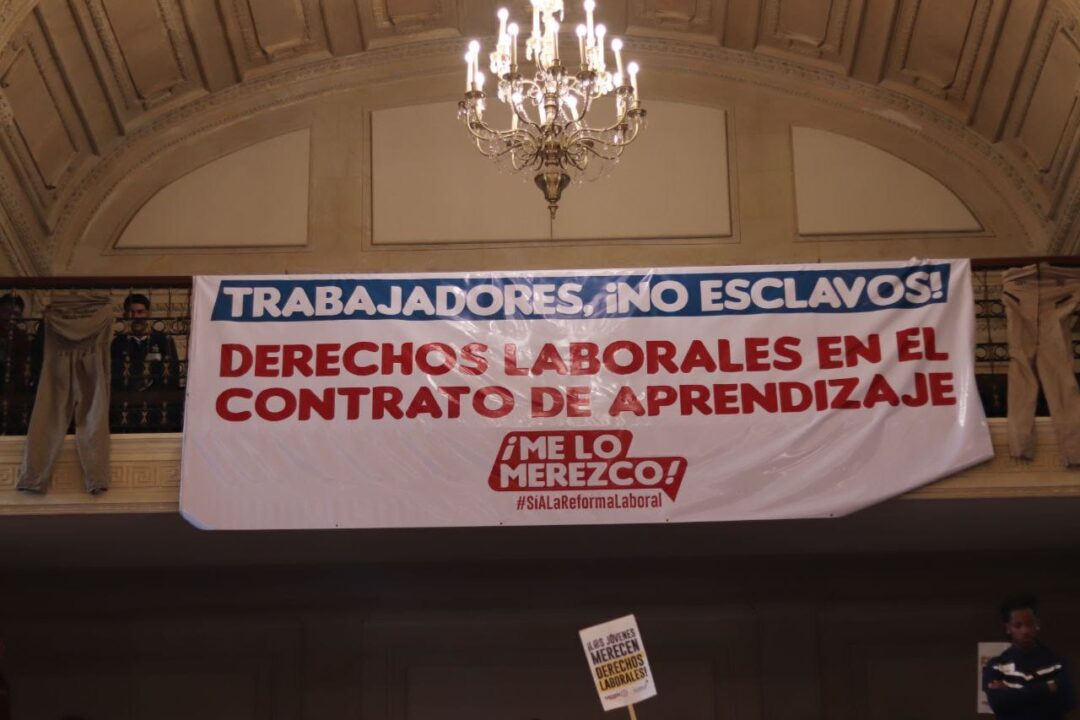 TRABAJADORES, ¡NO ESCLAVOS!
DERECHOS LABORALES EN EL
CONTRATO DE APRENDIZAJE
¡ME LO
MEREZCO!
#SíALaReformaLaboral
¡LOS JÓVENES
MERECEN
DERECHOS
LABORALES!